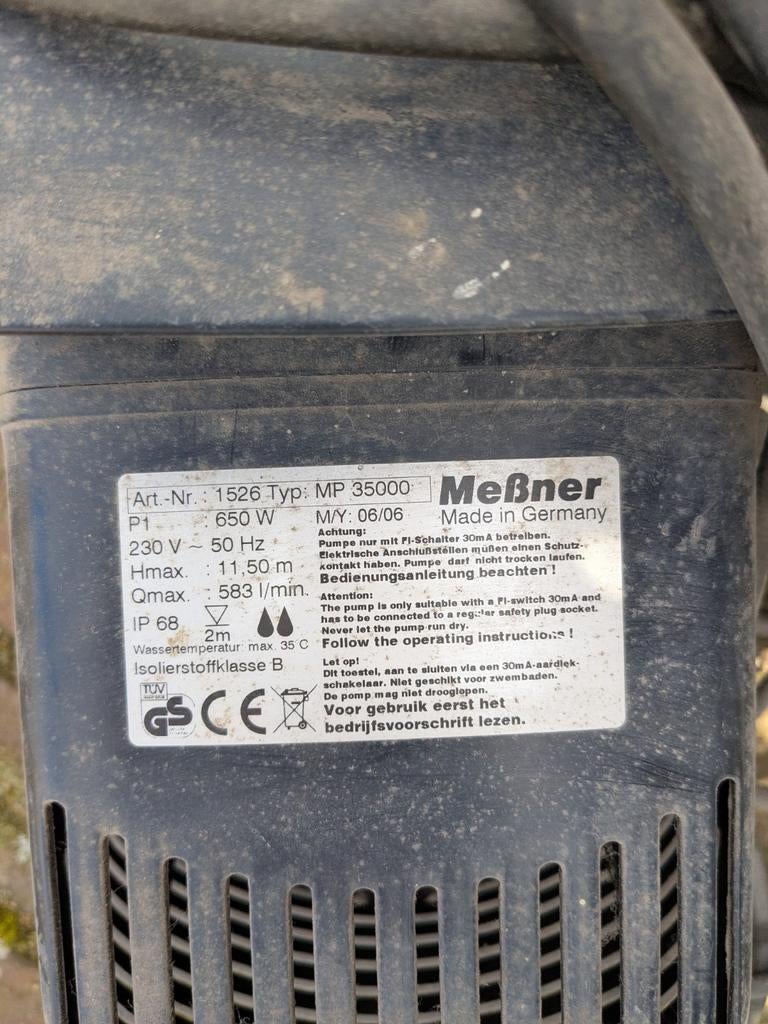 Art.-Nr. : 1526 Typ: MP 35000
Meßner
P1 : 650 W M/Y: 06/06 Made in Germany
230 V ~ 50 Hz
Hmax. : 11,50 m
Qmax. : 583 l/min.
IP 68 2m
Wassertemperatur max. 35 C
Isolierstoffklasse B
TÜV
GS CE
Achtung:
Pumpe nur mit FI-Schalter 30mA betreiben.
Elektrische Anschlußstellen müßen einen Schutz-
kontakt haben. Pumpe darf nicht trocken laufen.
Bedienungsanleitung beachten !
Attention:
The pump is only suitable with a FI-switch 30mA and
has to be connected to a regular safety plug socket.
Never let the pump run dry.
Follow the operating instructions !
Let op!
Dit toestel, aan te sluiten via een 30mA-aardlek-
schakelaar. Niet geschikt voor zwembaden.
De pomp mag niet drooglopen.
Voor gebruik eerst het
bedrijfsvoorschrift lezen.